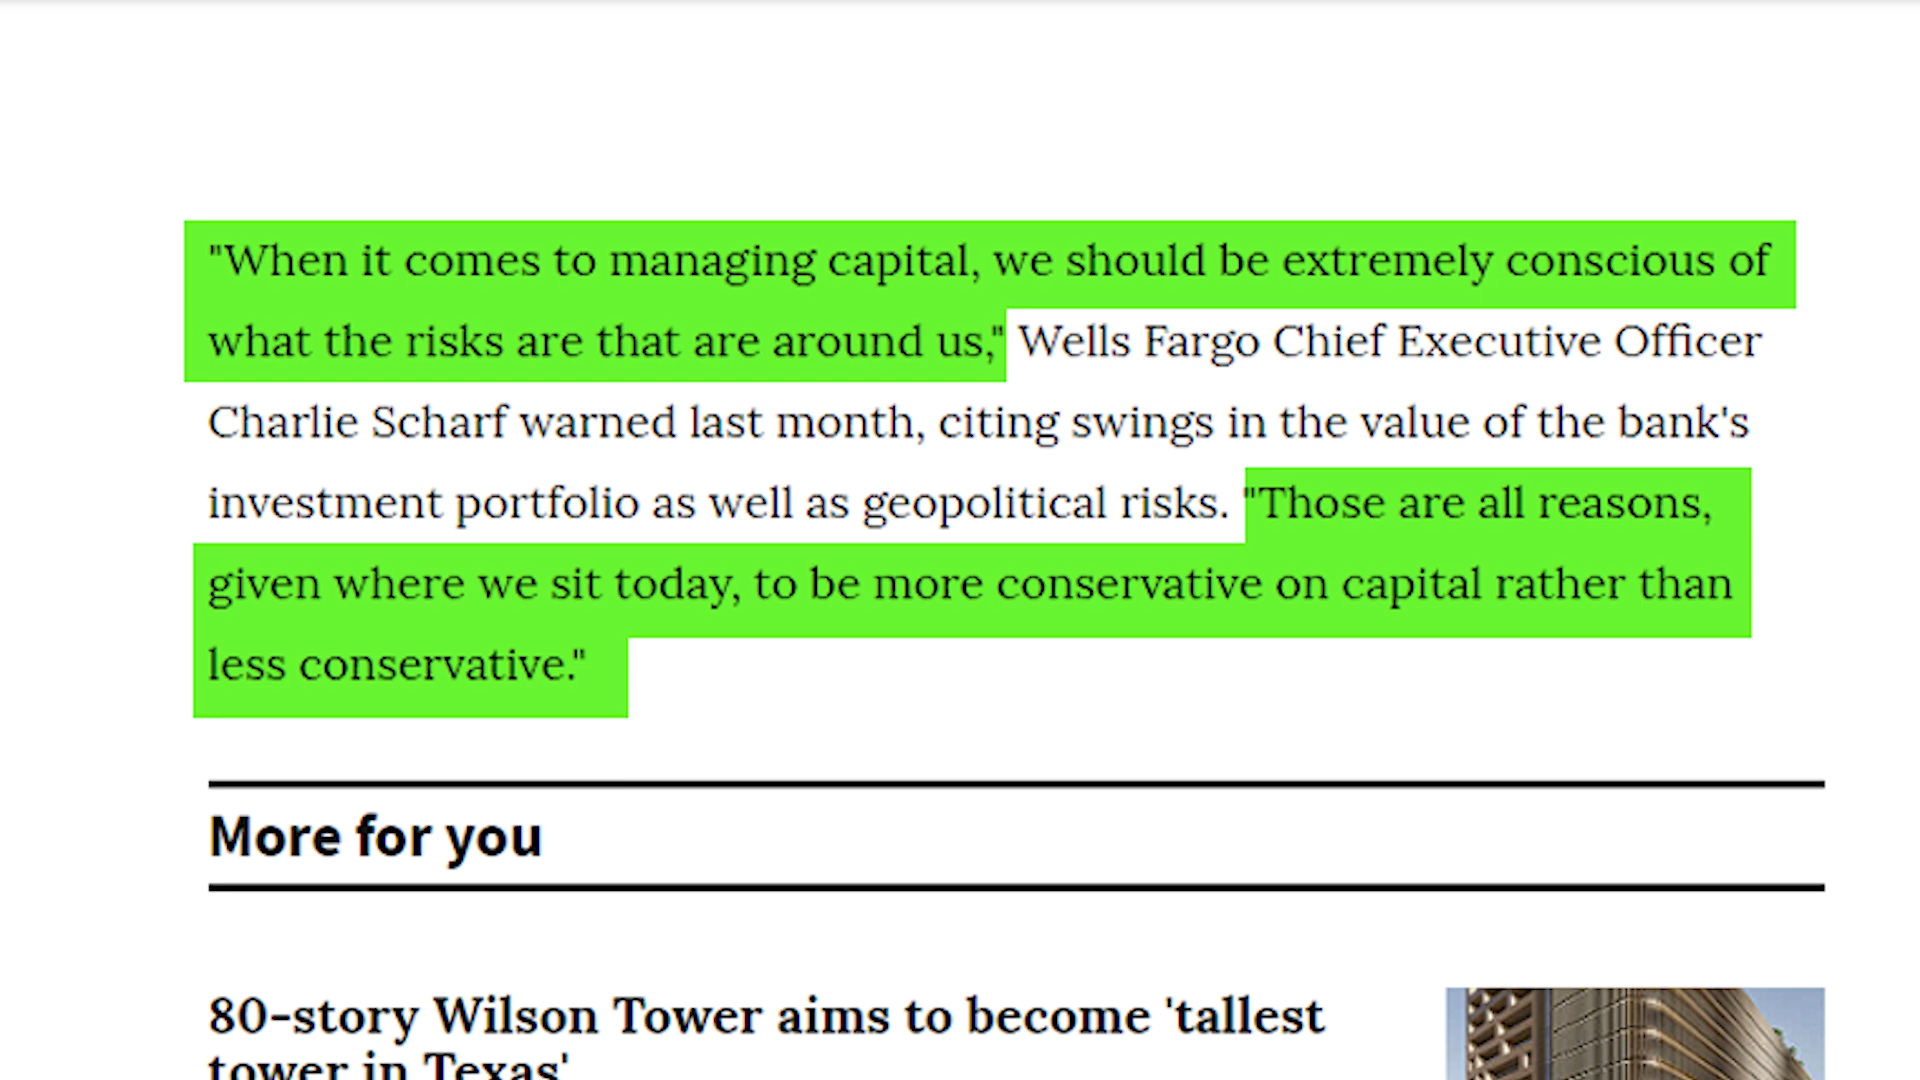 "When it comes to managing capital, we should be extremely conscious of
what the risks are that are around us," Wells Fargo Chief Executive Officer
Charlie Scharf warned last month, citing swings in the value of the bank's
investment portfolio as well as geopolitical risks. "Those are all reasons,
given where we sit today, to be more conservative on capital rather than
less conservative."
More for you
80-story Wilson Tower aims to become 'tallest
tower in Texas'